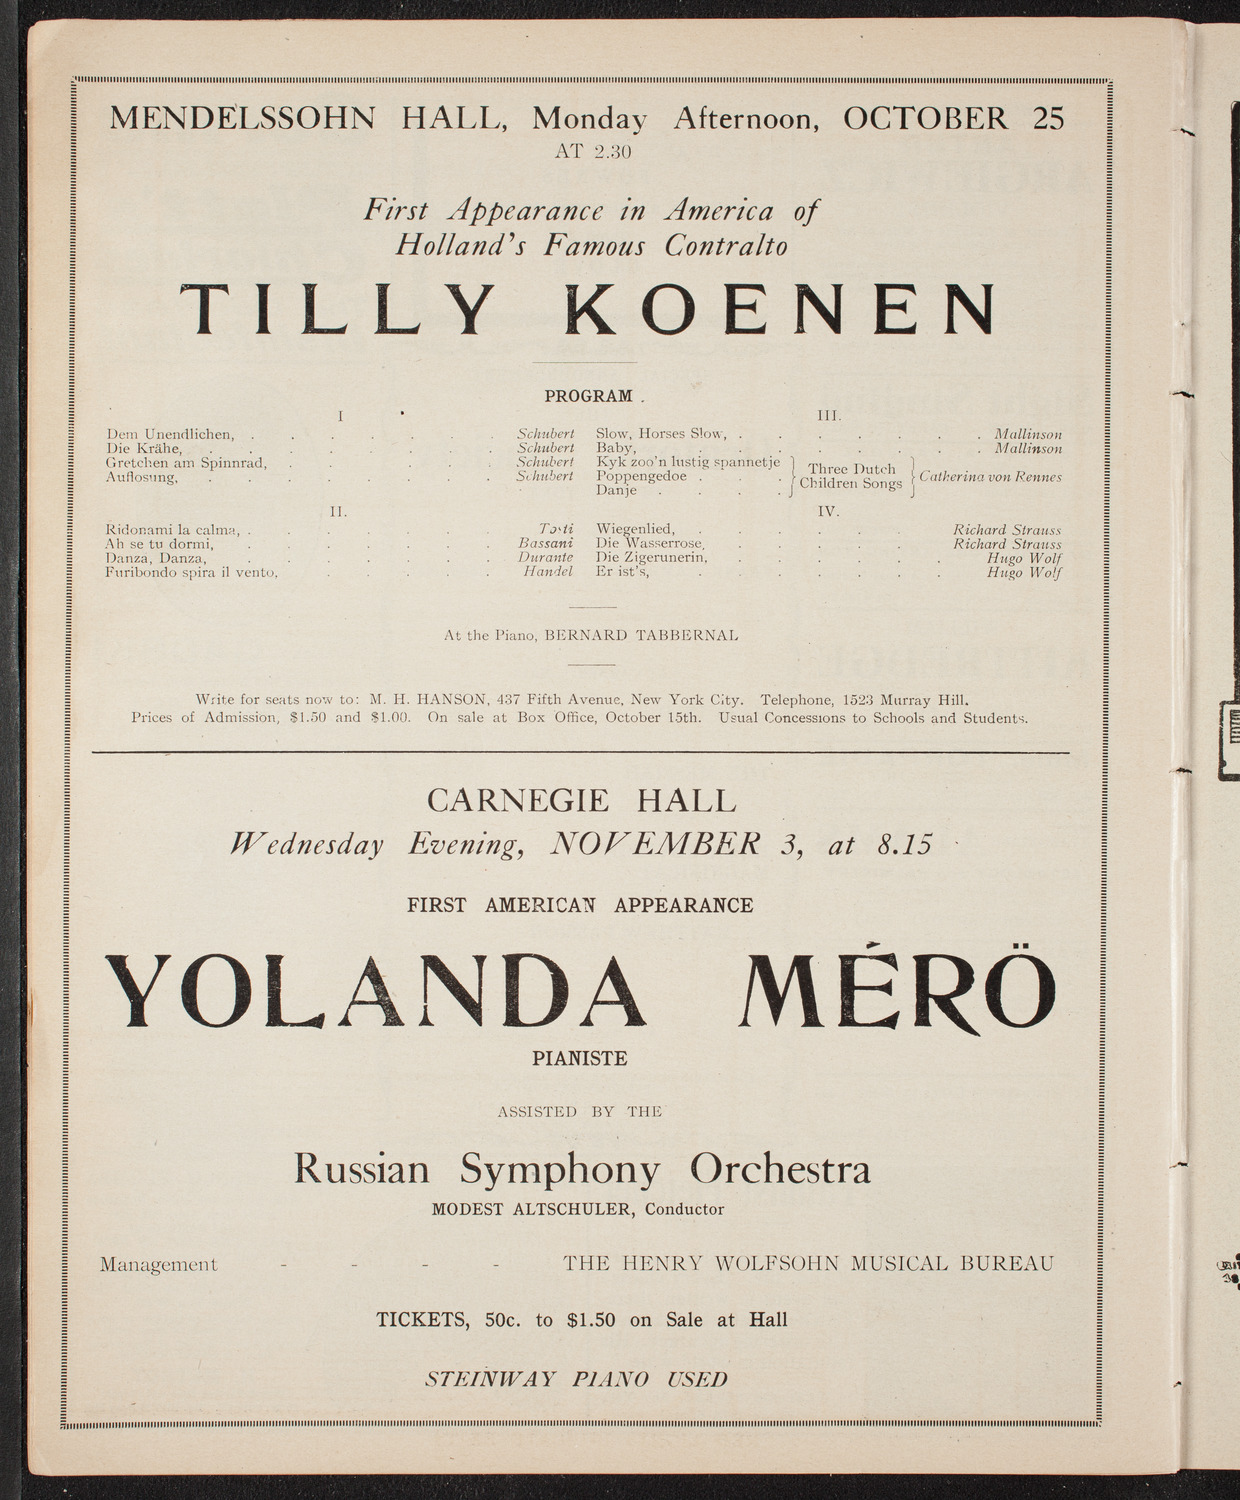 MENDELSSOHN HALL, Monday Afternoon, OCTOBER 25
AT 2.30
First Appearance in America of
Holland's Famous Contralto
TILLY KOENEN
PROGRAM .
I
Dem Unendlichen, . . . . . . . Schubert
Die Krähe, . . . . . . . . Schubert
Gretchen am Spinnrad, . . . . . . Schubert
Auflosung, . . . . . . . . Schubert
II.
Ridonami la calma, . . . . . . .
Ah se tu dormi, . . . . . . . Bassani
Danza, Danza, . . . . . . . Durante
Furibondo spira il vento, . . . . . Handel
III.
Slow, Horses Slow, . . . . . . . Mallinson
Baby, . . . . . . . . Mallinson
Kyk zoo'n lustig spannetje
Poppengedoe . . .
Danje . . . .
Three Dutch
Children Songs
Catherina von Rennes
IV.
Wiegenlied, . . . . . . Richard Strauss
Die Wasserrose, . . . . . Richard Strauss
Die Zigerunerin, . . . . . Hugo Wolf
Er ist's, . . . . . . Hugo Wolf
At the Piano, BERNARD TABBERNAL
Write for seats now to: M. H. HANSON, 437 Fifth Avenue, New York City. Telephone, 1523 Murray Hill.
Prices of Admission, $1.50 and $1.00. On sale at Box Office, October 15th. Usual Concessions to Schools and Students.
CARNEGIE HALL
Wednesday Evening, NOVEMBER 3, at 8.15
FIRST AMERICAN APPEARANCE
YOLANDA MÉRÖ
PIANISTE
ASSISTED BY THE
Russian Symphony Orchestra
MODEST ALTSCHULER, Conductor
Management - - - - THE HENRY WOLFSOHN MUSICAL BUREAU
TICKETS, 50c. to $1.50 on Sale at Hall
STEINWAY PIANO USED